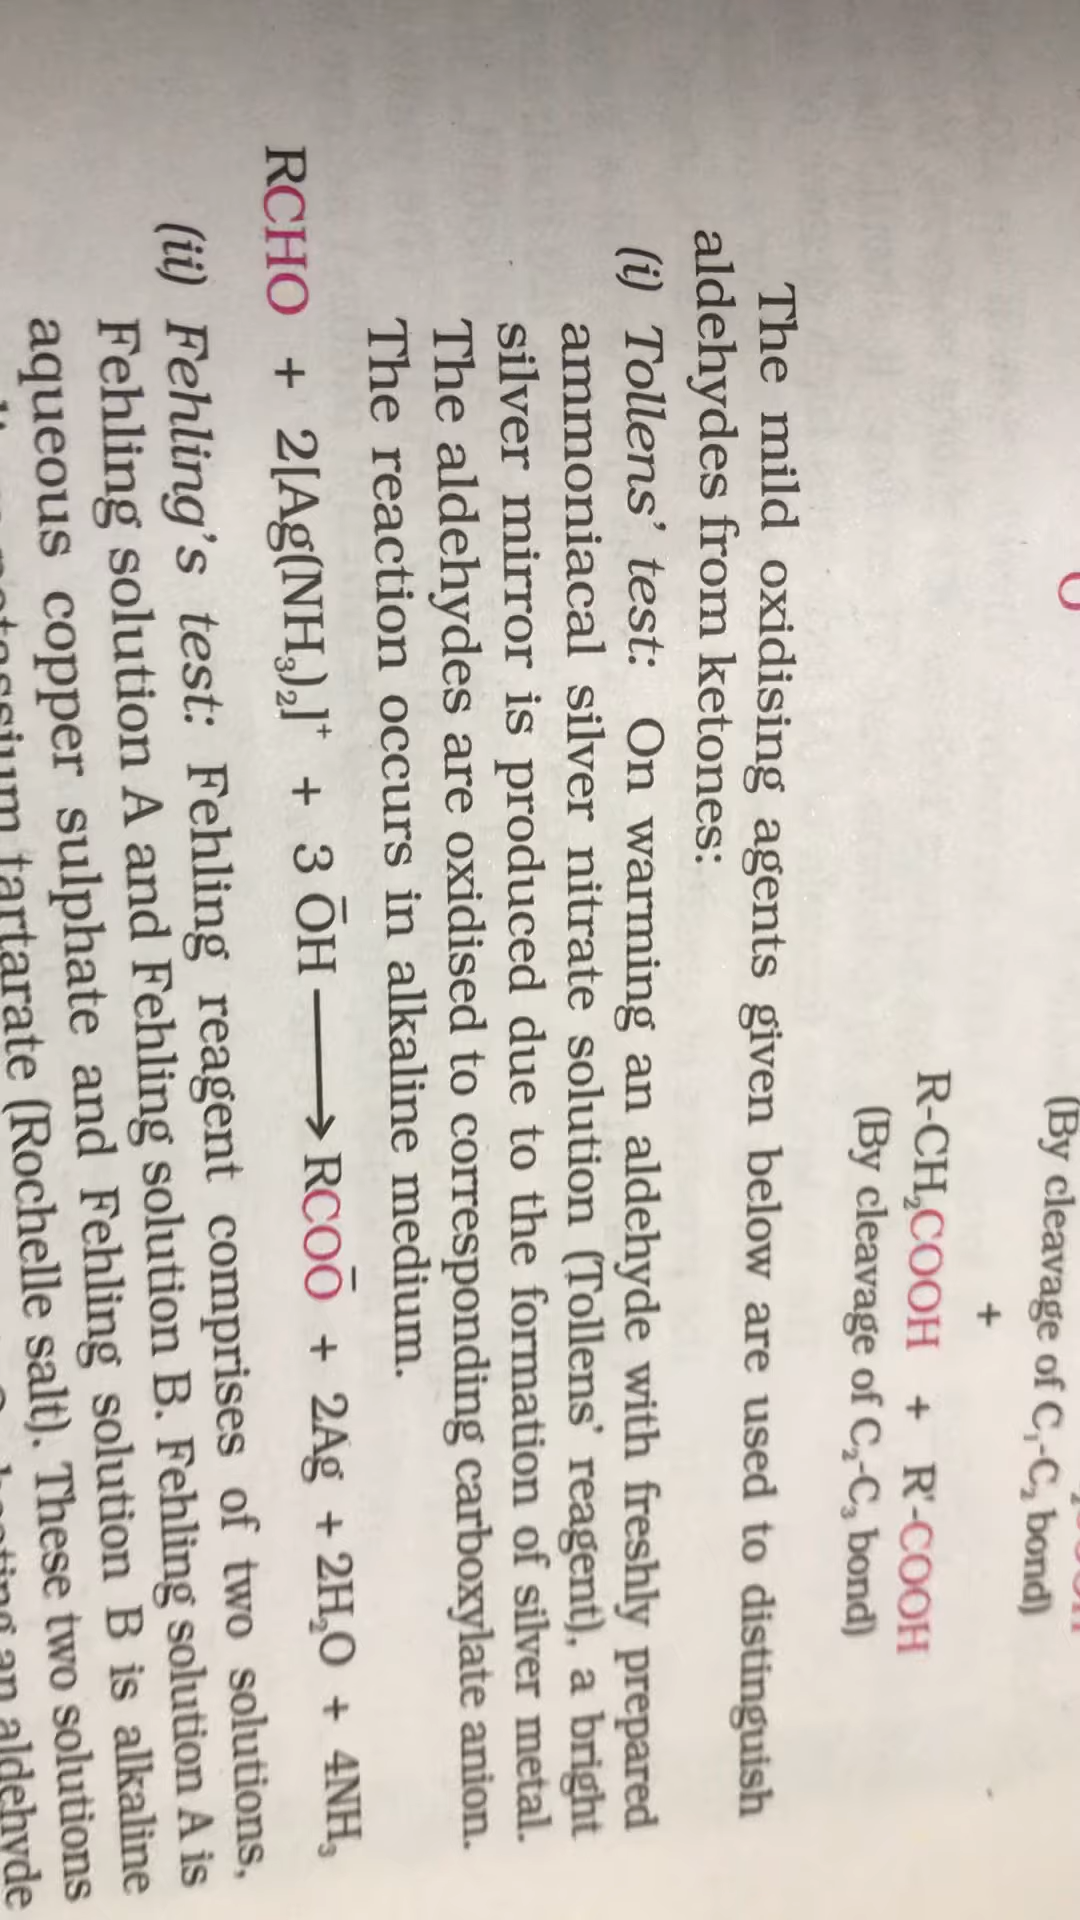 (By cleavage of C₁-C₂ bond)
+
R-CH₂COOH + R'-COOH
(By cleavage of C₂-C₃ bond)
The mild oxidising agents given below are used to distinguish
aldehydes from ketones:
(i) Tollens' test: On warming an aldehyde with freshly prepared
ammoniacal silver nitrate solution (Tollens' reagent), a bright
silver mirror is produced due to the formation of silver metal.
The aldehydes are oxidised to corresponding carboxylate anion.
The reaction occurs in alkaline medium.
RCHO + 2[Ag(NH₃)₂]⁺ + 3 ŌH ⟶ RCOŌ + 2Ag + 2H₂O + 4NH₃
(ii) Fehling's test: Fehling reagent comprises of two solutions,
Fehling solution A and Fehling solution B. Fehling solution A is
aqueous copper sulphate and Fehling solution B is alkaline
potassium tartarate (Rochelle salt). These two solutions
an aldehyde